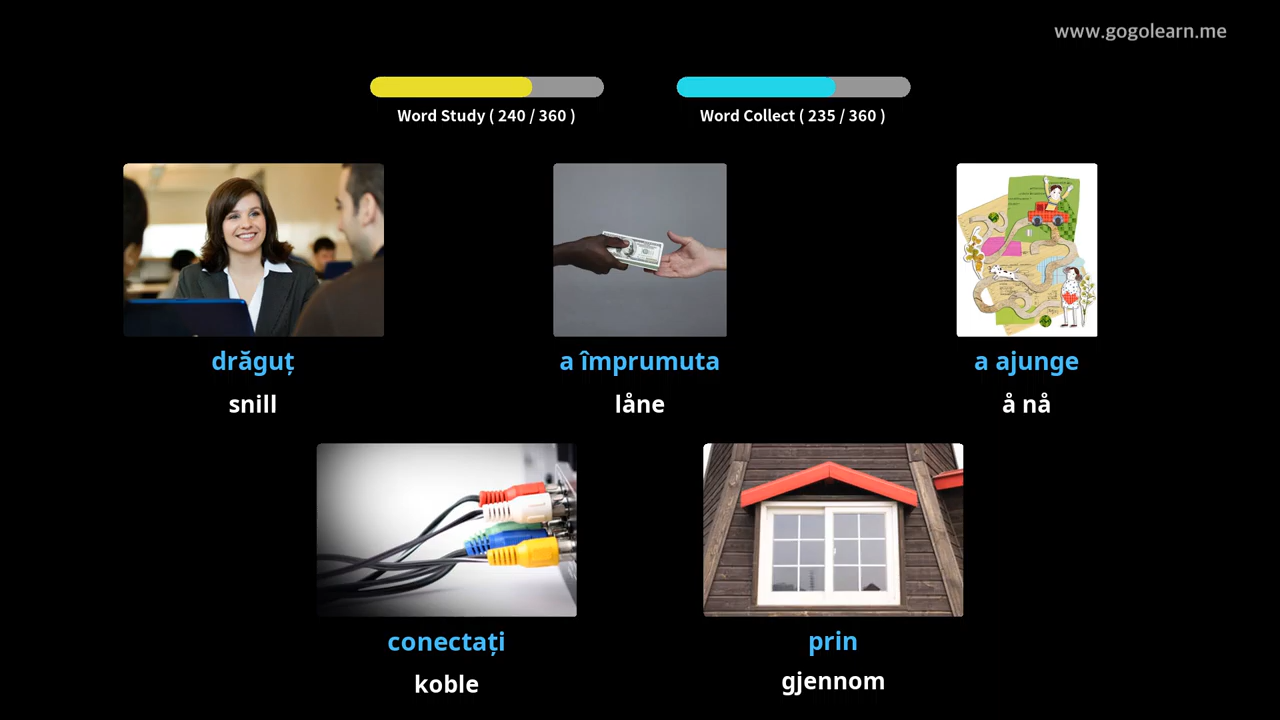 www.gogolearn.me
Word Study ( 240 / 360 )
Word Collect ( 235 / 360 )
drăguț
a împrumuta
a ajunge
snill
låne
å nå
conectați
prin
koble
gjennom